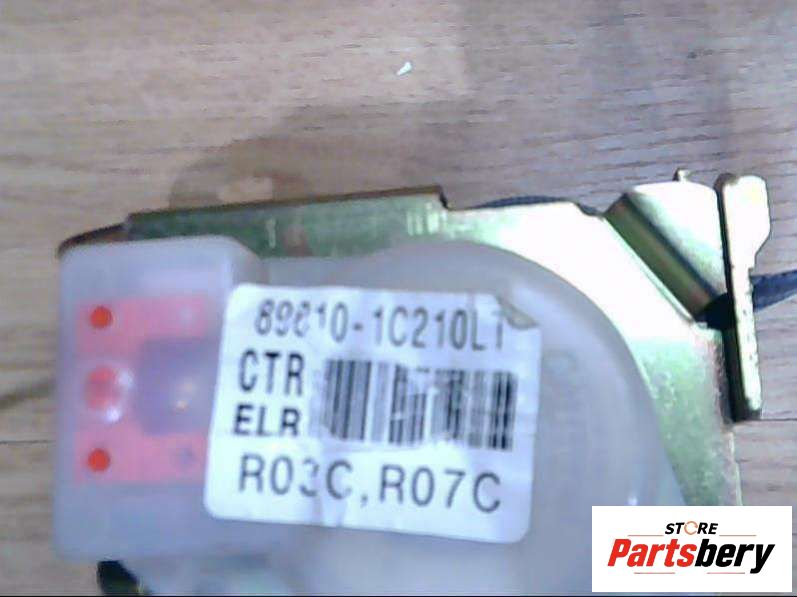 89810-1C210LT
CTR
ELR
R03C, R07C
STORE
Partsbery